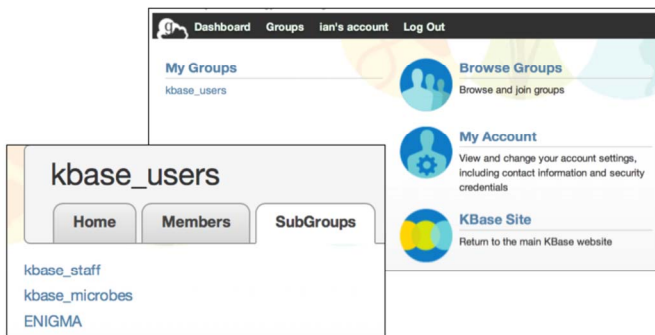 Dashboard Groups ian's account Log Out
My Groups
kbase_users
Browse Groups
Browse and join groups
My Account
View and change your account settings,
including contact information and security
credentials
KBase Site
Return to the main KBase website
kbase_users
Home Members SubGroups
kbase_staff
kbase_microbes
ENIGMA